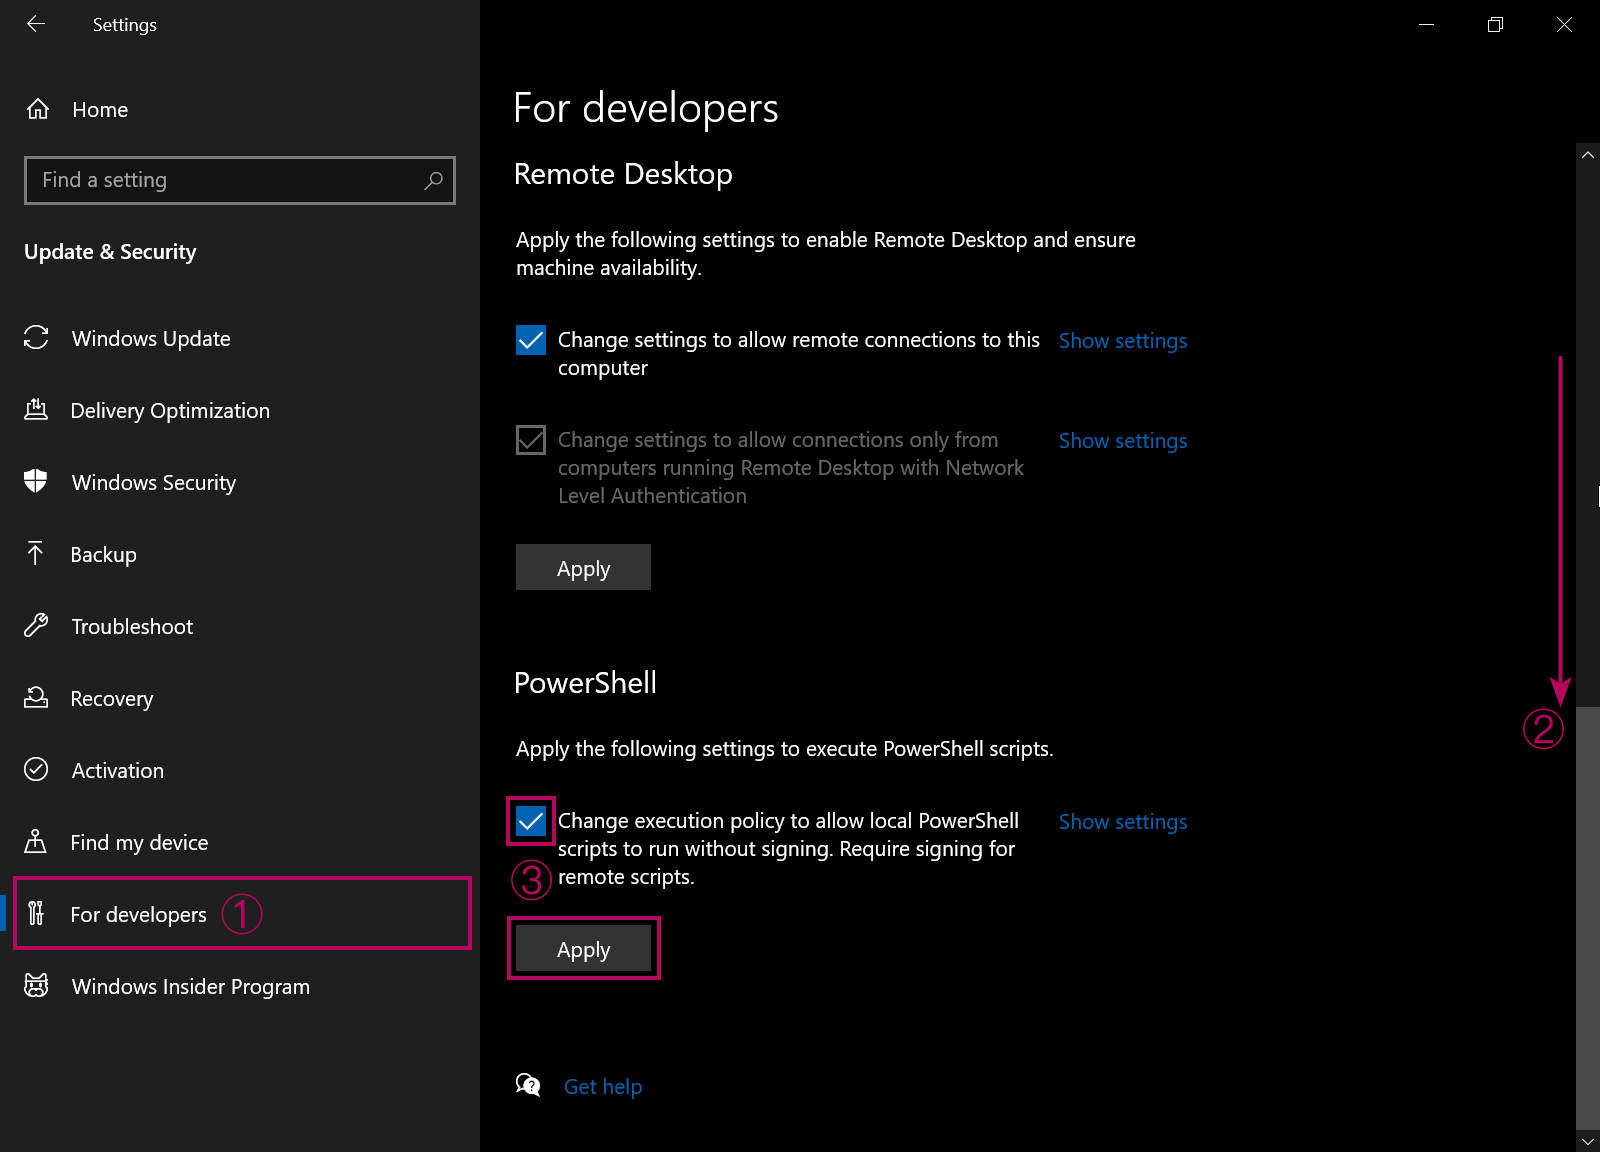 Settings
Home
Find a setting
Update & Security
Windows Update
Delivery Optimization
Windows Security
Backup
Troubleshoot
Recovery
Activation
Find my device
For developers ①
Windows Insider Program
For developers
Remote Desktop
Apply the following settings to enable Remote Desktop and ensure
machine availability.
Change settings to allow remote connections to this
computer
Show settings
Change settings to allow connections only from
computers running Remote Desktop with Network
Level Authentication
Show settings
Apply
②
PowerShell
Apply the following settings to execute PowerShell scripts.
Change execution policy to allow local PowerShell
scripts to run without signing. Require signing for
remote scripts.
Show settings
③
Apply
Get help